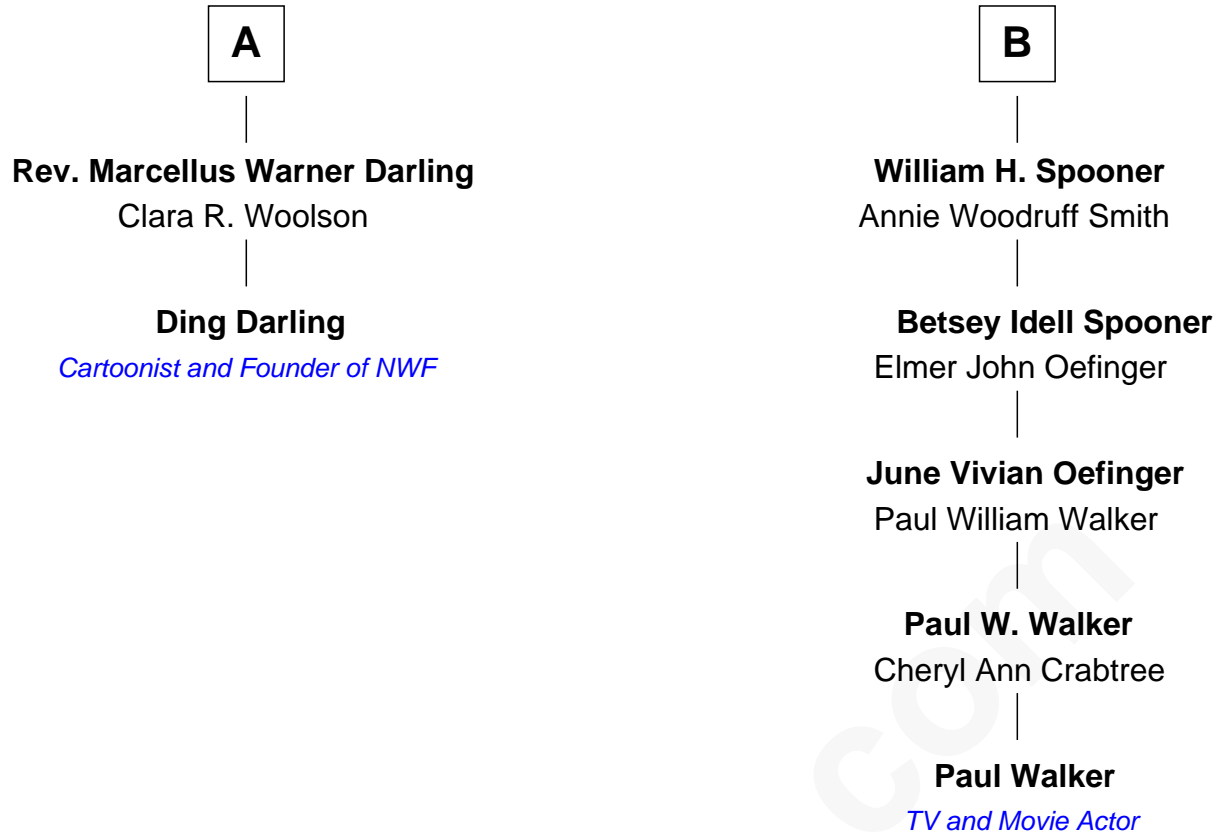 A
Rev. Marcellus Warner Darling
Clara R. Woolson
Ding Darling
Cartoonist and Founder of NWF
B
William H. Spooner
Annie Woodruff Smith
Betsey Idell Spooner
Elmer John Oefinger
June Vivian Oefinger
Paul William Walker
Paul W. Walker
Cheryl Ann Crabtree
Paul Walker
TV and Movie Actor
com